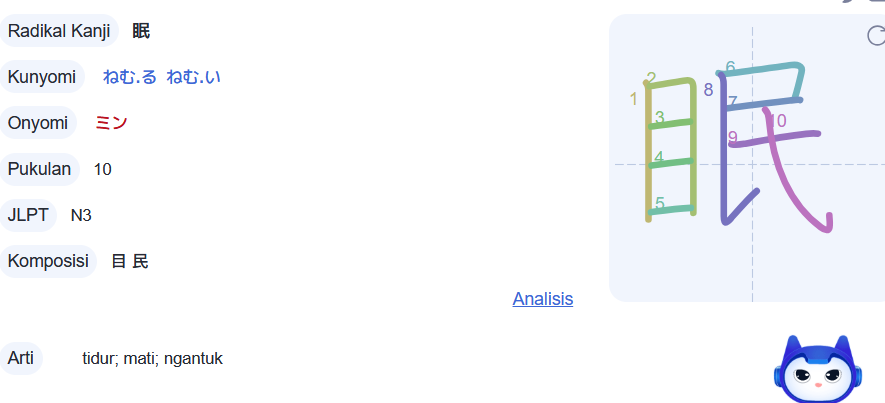 Radikal Kanji 眠
Kunyomi ねむ.る ねむ.い
Onyomi ミン
Pukulan 10
JLPT N3
Komposisi 目 民
Analisis
Arti tidur; mati; ngantuk
1
2
3
4
5
6
7
8
9
10